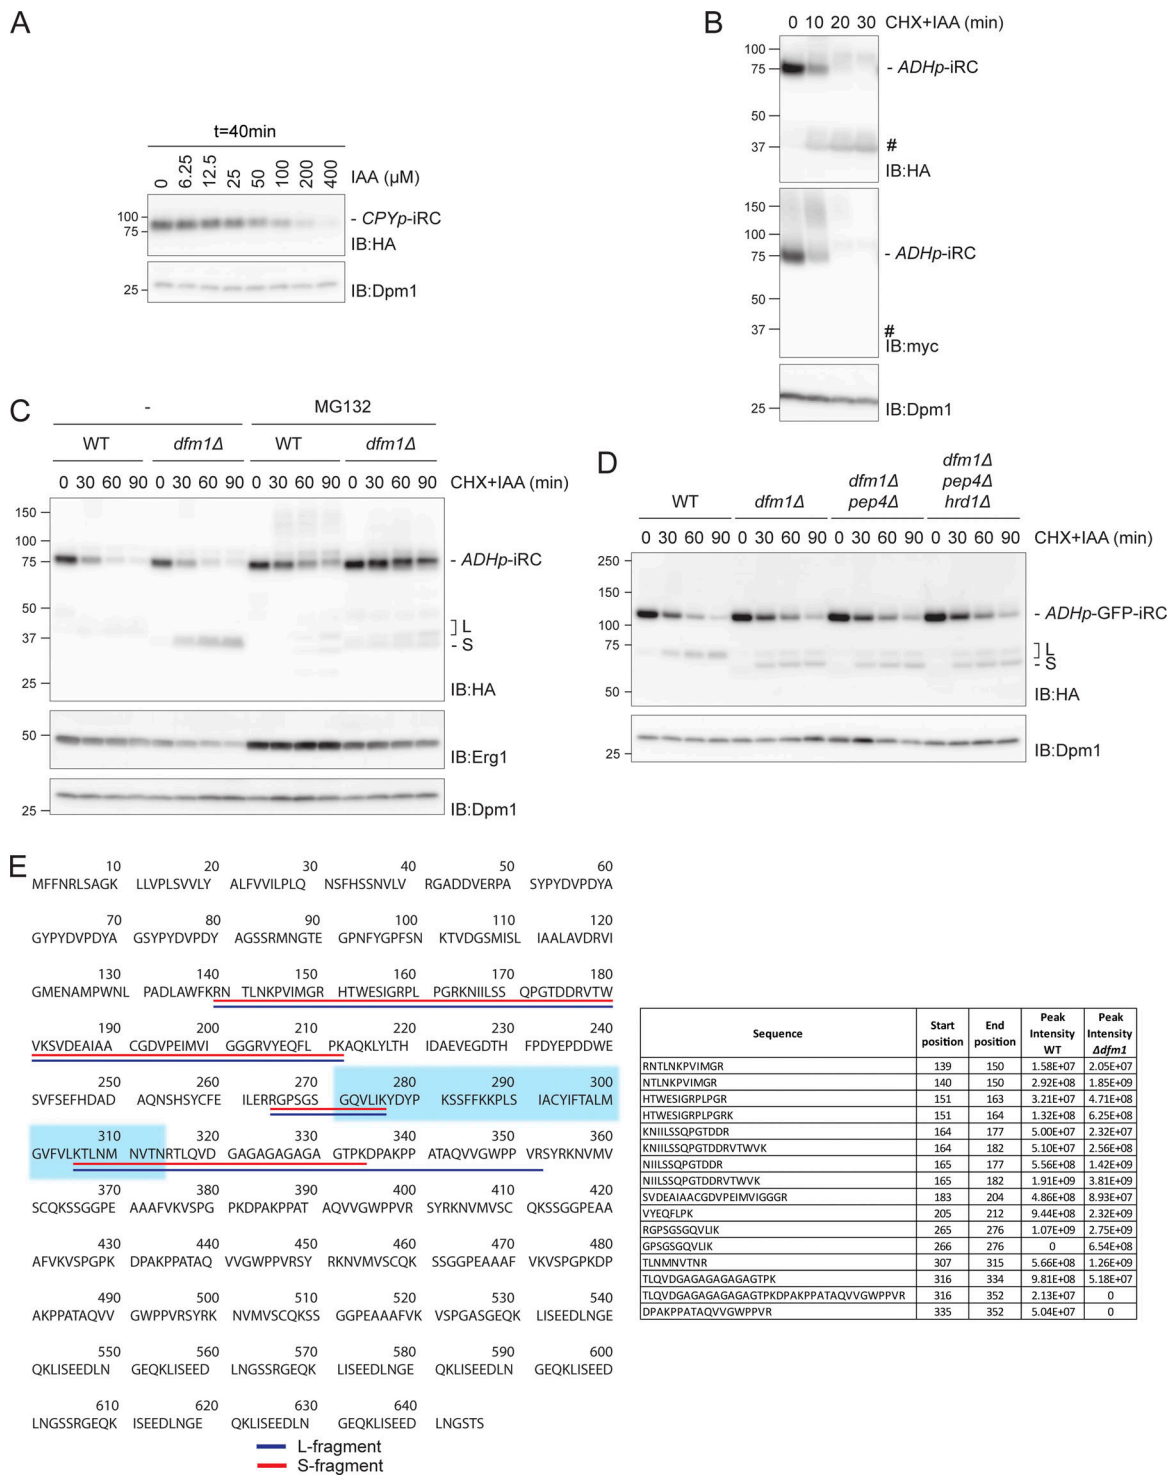 A
t=40min
0 6.25 12.5 25 50 100 200 400 IAA (µM)
100
75
- CPYp-iRC
IB:HA
25
IB:Dpm1
B
0 10 20 30 CHX+IAA (min)
100
75
- ADHp-iRC
50
37
#
IB:HA
150
100
75
- ADHp-iRC
50
37
#
IB:myc
25
IB:Dpm1
C
- MG132
WT dfm1Δ WT dfm1Δ
0 30 60 90 0 30 60 90 0 30 60 90 0 30 60 90 CHX+IAA (min)
150
100
75
- ADHp-iRC
50
L
37
- S
25
IB:HA
50
IB:Erg1
25
IB:Dpm1
D
WT dfm1Δ dfm1Δ pep4Δ dfm1Δ pep4Δ hrd1Δ
0 30 60 90 0 30 60 90 0 30 60 90 0 30 60 90 CHX+IAA (min)
250
150
- ADHp-GFP-iRC
100
75
L
- S
50
IB:HA
25
IB:Dpm1
E
10 20 30 40 50 60
MFFNRLSAGK LLVPLSVVLY ALFVVILPLQ NSFHSSNVLV RGADDVERPA SYPYDVPDYA
70 80 90 100 110 120
GYPYDVPDYA GSYPYDVPDY AGSSRMNGTE GPNFYGPFSN KTVDGSMISL IAALAVDRVI
130 140 150 160 170 180
GMENAMPWNL PADLAWFKRN TLNKPVIMGR HTWESIGRPL PGRKNIILSS QPGTDDRVTW
190 200 210 220 230 240
VKSVDEAIAA CGDVPEIMVI GGGRVYEQFL PKAQKLYLTH IDAEVEGDTH FPDYEPDDWE
250 260 270 280 290 300
SVFSEFHDAD AQNSHSYCFE ILERRGPSGS GQVLIKYDYP KSSFFKKPLS IACYIFTALM
310 320 330 340 350 360
GVFVLKTLNM NVTNRTLQVD GAGAGAGAGA GTPKDPAKPP ATAQVVGWPP VRSYRKNVMV
370 380 390 400 410 420
SCQKSSGGPE AAAFVKVSPG PKDPAKPPAT AQVVGWPPVR SYRKNVMVSC QKSSGGPEAA
430 440 450 460 470 480
AFVKVSPGPK DPAKPPATAQ VVGWPPVRSY RKNVMVSCQK SSGGPEAAAF VKVSPGPKDP
490 500 510 520 530 540
AKPPATAQVV GWPPVRSYRK NVMVSCQKSS GGPEAAAFVK VSPGASGEQK LISEEDLNGE
550 560 570 580 590 600
QKLISEEDLN GEQKLISEED LNGSSRGEQK LISEEDLNGE QKLISEEDLN GEQKLISEED
610 620 630 640
LNGSSRGEQK ISEEDLNGE QKLISEEDLN GEQKLISEED LNGSTS
L-fragment
S-fragment
Sequence Start position End position Peak Intensity WT Peak Intensity Δdfm1
RNTLNKPVIMGR 139 150 1.58E+07 2.05E+07
NTLNKPVIMGR 140 150 2.92E+08 1.85E+09
HTWESIGRPLPGR 151 163 3.21E+07 4.71E+08
HTWESIGRPLPGRK 151 164 1.32E+08 6.25E+08
KNIILSSQPGTDDR 164 177 5.00E+07 2.32E+07
KNIILSSQPGTDDRVTWVK 164 182 5.10E+07 2.56E+08
NIILSSQPGTDDR 165 177 5.56E+08 1.42E+09
NIILSSQPGTDDRVTWVK 165 182 1.91E+09 3.81E+09
SVDEAIAACGDVPEIMVIGGGR 183 204 4.86E+08 8.93E+07
VYEQFLPK 205 212 9.44E+08 2.32E+09
RGPSGSGQVLIK 265 276 1.07E+09 2.75E+09
GPSGSGQVLIK 266 276 0 6.54E+08
TLNMNVTNR 307 315 5.66E+08 1.26E+09
TLQVDGAGAGAGAGAGTPK 316 334 9.81E+08 5.18E+07
TLQVDGAGAGAGAGAGTPKDPAKPPATAQVVGWPPVR 316 352 2.13E+07 0
DPAKPPATAQVVGWPPVR 335 352 5.04E+07 0